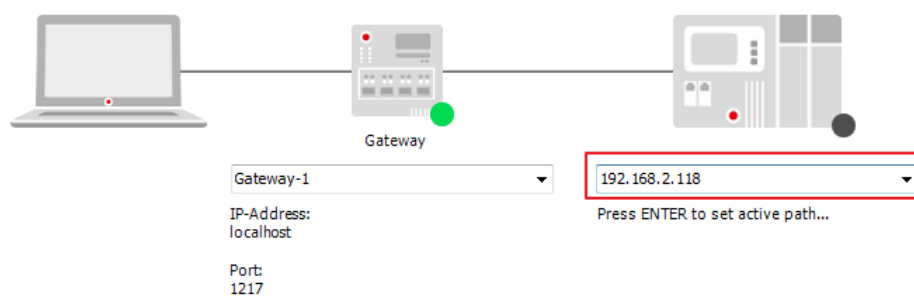 Gateway
Gateway-1
192.168.2.118
IP-Address:
localhost
Press ENTER to set active path...
Port:
1217